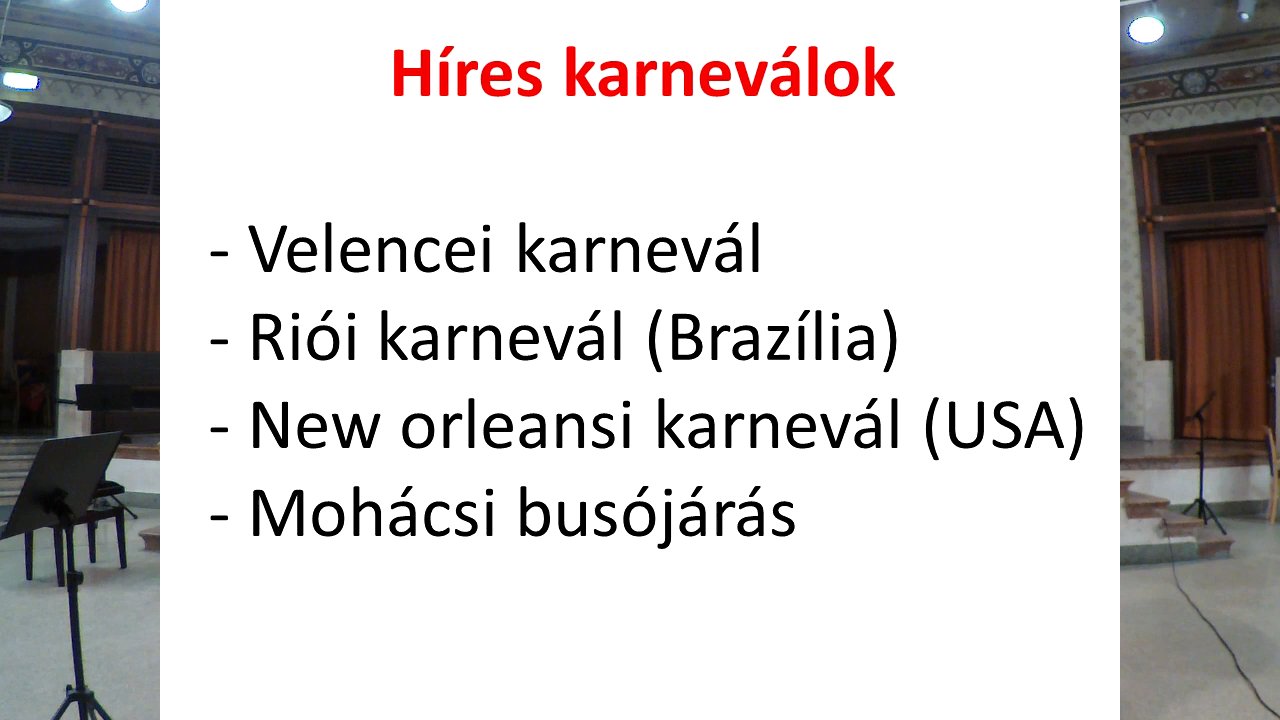 Híres karneválok
- Velencei karnevál
- Riói karnevál (Brazília)
- New orleansi karnevál (USA)
- Mohácsi busójárás